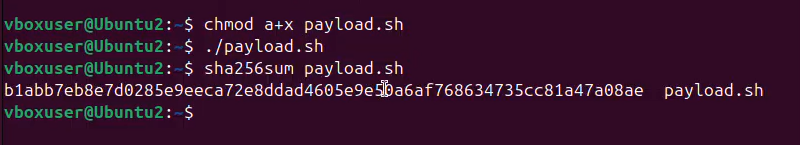 vboxuser@Ubuntu2:~$ chmod a+x payload.sh
vboxuser@Ubuntu2:~$ ./payload.sh
vboxuser@Ubuntu2:~$ sha256sum payload.sh
b1abb7eb8e7d0285e9eeca72e8ddad4605e9e50a6af768634735cc81a47a08ae  payload.sh
vboxuser@Ubuntu2:~$